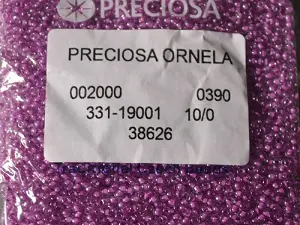 PRECIOSA
PRECIOSA ORNELA
002000 0390
331-19001 10/0
38626